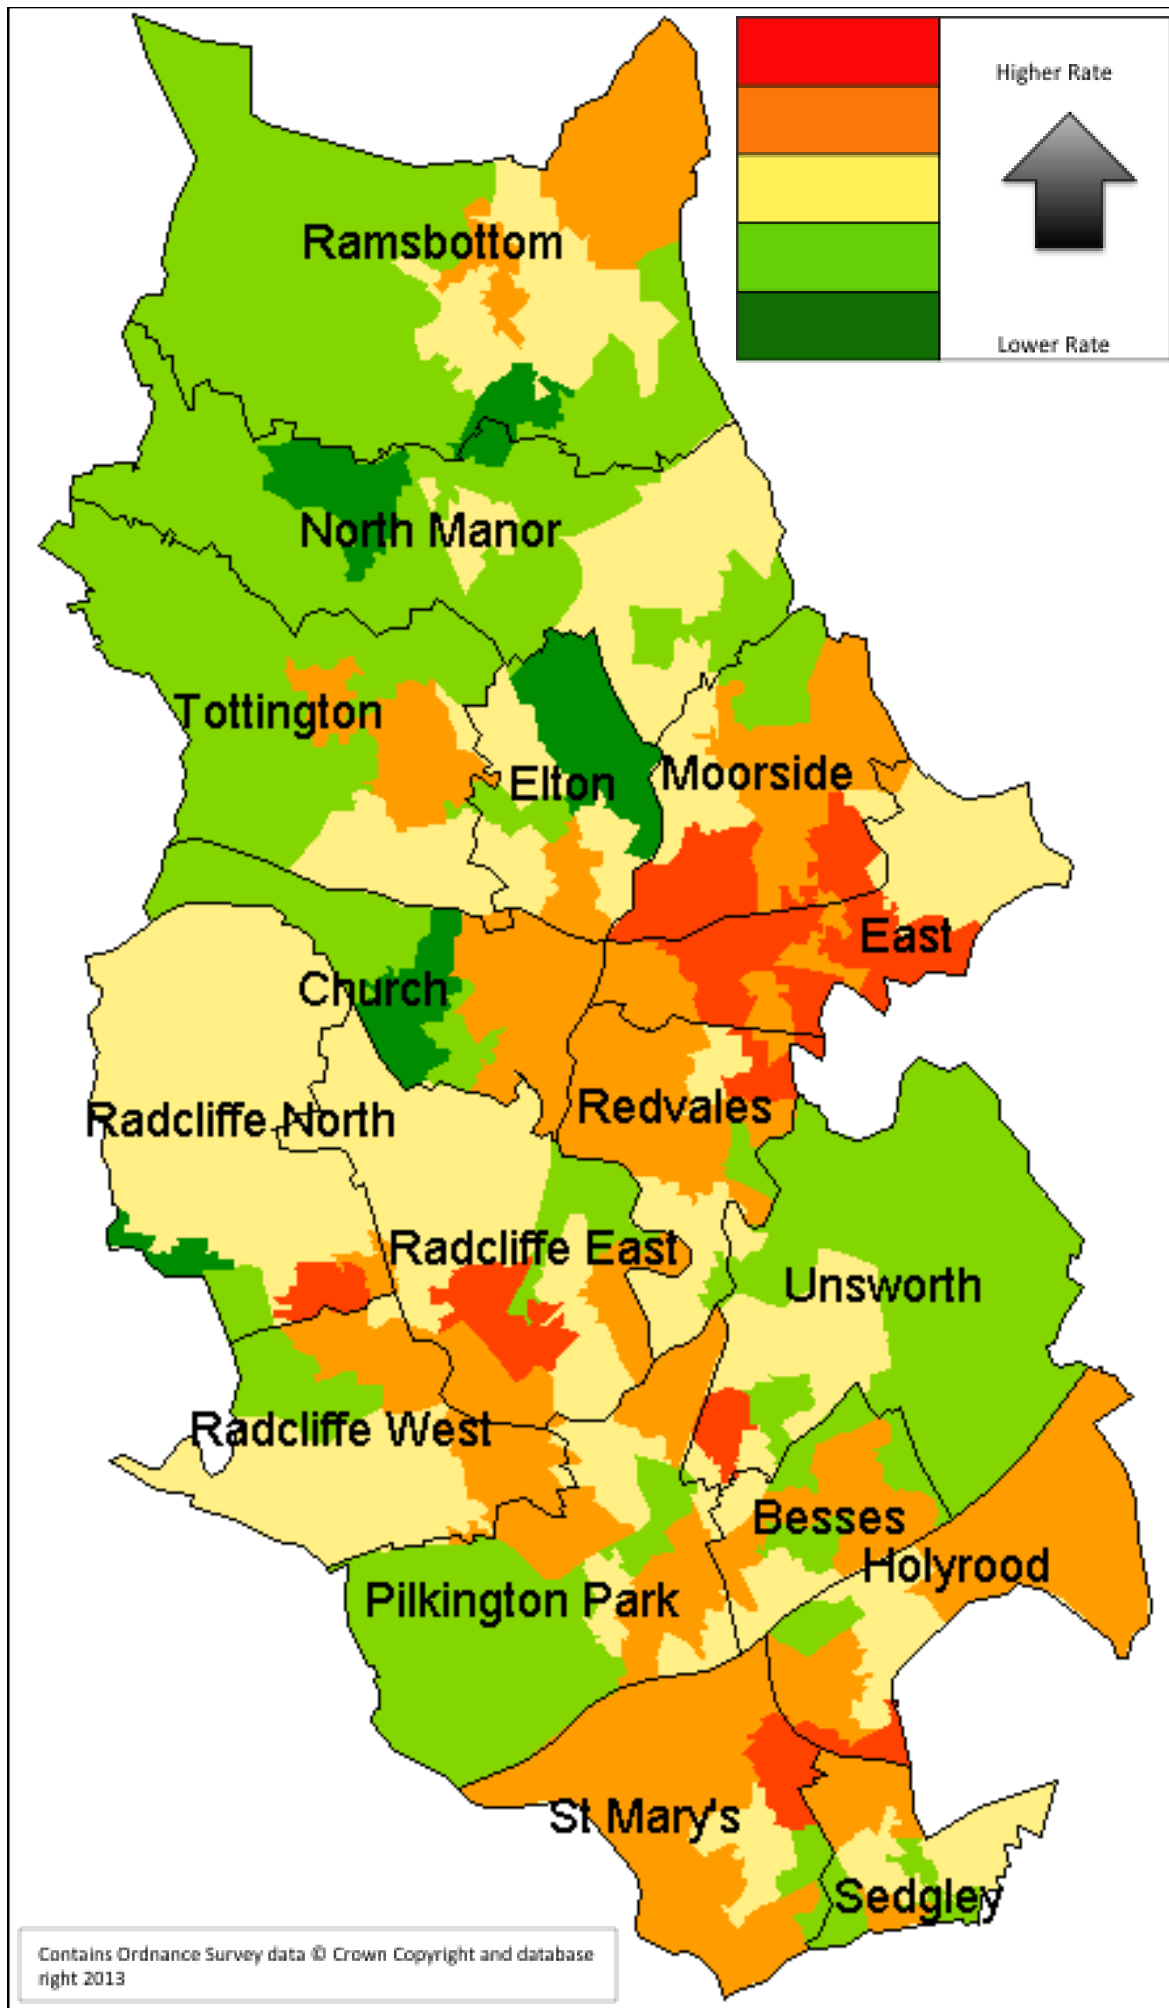 Higher Rate
Lower Rate
Ramsbottom
North Manor
Tottington
Elton
Moorside
East
Church
Redvales
Radcliffe North
Radcliffe East
Unsworth
Radcliffe West
Besses
Holyrood
Pilkington Park
St Mary's
Sedgley
Contains Ordnance Survey data © Crown Copyright and database
right 2013